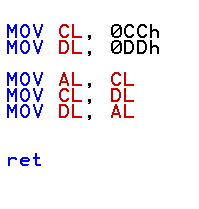 MOV CL, 0CCh
MOV DL, 0DDh
MOV AL, CL
MOV CL, DL
MOV DL, AL
ret